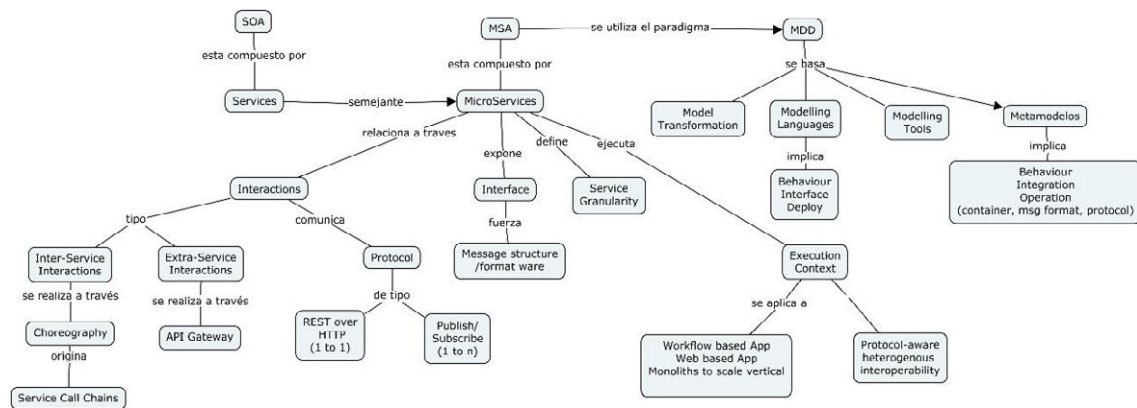 SOA
MSA
se utiliza el paradigma
MDD
esta compuesto por
esta compuesto por
se basa
Services
semejante
MicroServices
Model
Transformation
Modelling
Languages
Modelling
Tools
Metamodelos
relaciona a traves
expone
define
ejecuta
implica
implica
Interactions
Interface
Service
Granularity
Behaviour
Interface
Deploy
Behaviour
Integration
Operation
(container, msg format, protocol)
tipo
comunica
fuerza
Inter-Service
Interactions
Extra-Service
Interactions
Protocol
Message structure
/format ware
Execution
Context
se realiza a través
se realiza a través
de tipo
se aplica a
Choreography
API Gateway
REST over
HTTP
(1 to 1)
Publish/
Subscribe
(1 to n)
Workflow based App
Web based App
Monoliths to scale vertical
Protocol-aware
heterogenous
interoperability
origina
Service Call Chains